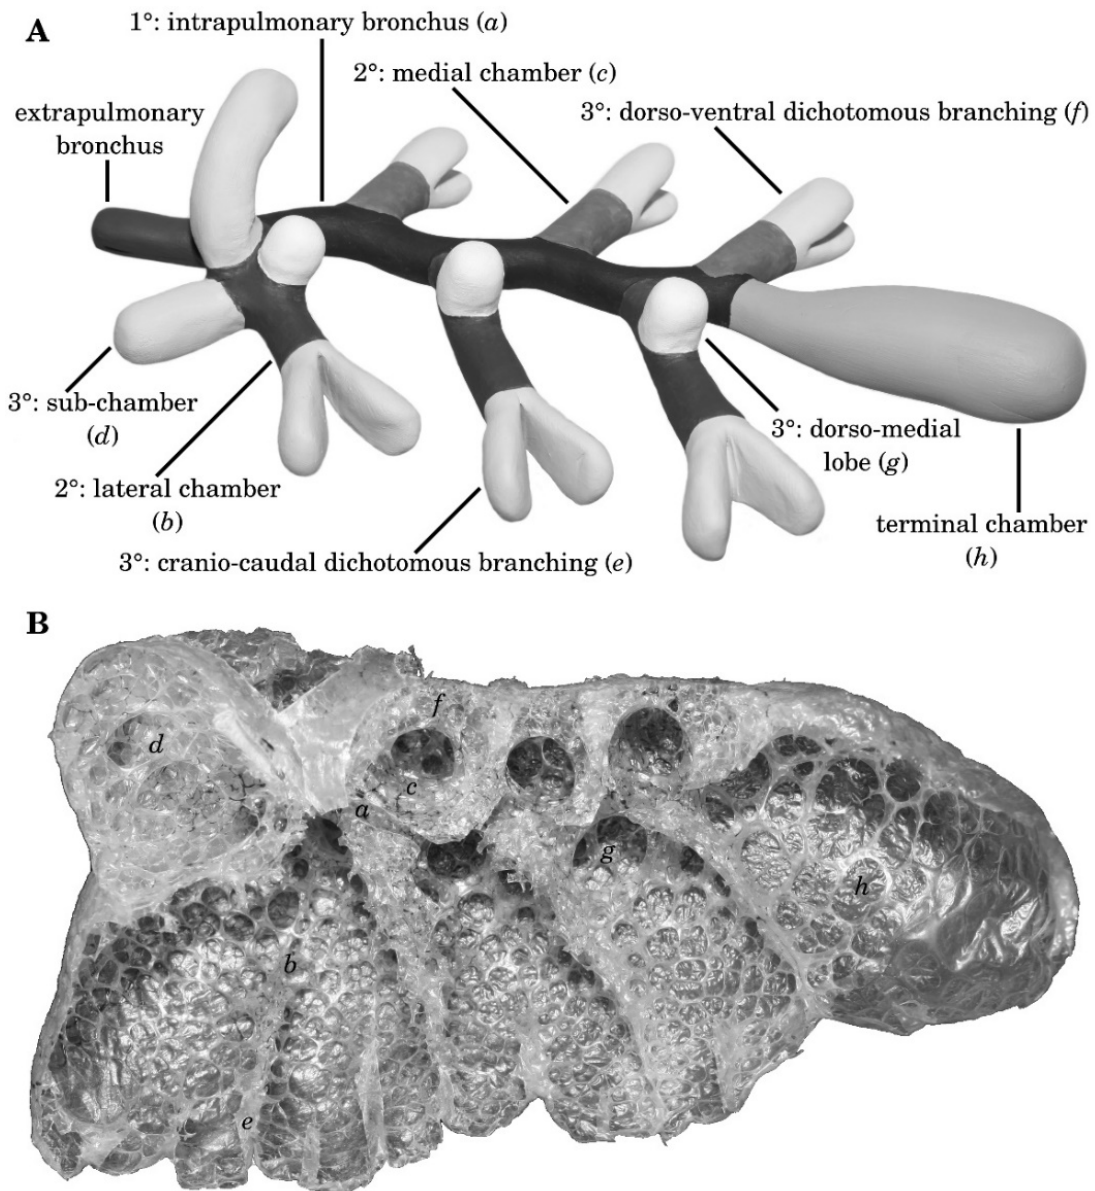 A
1°: intrapulmonary bronchus (a)
2°: medial chamber (c)
3°: dorso-ventral dichotomous branching (f)
extrapulmonary
bronchus
3°: sub-chamber
(d)
2°: lateral chamber
(b)
3°: cranio-caudal dichotomous branching (e)
3°: dorso-medial
lobe (g)
terminal chamber
(h)
B
f
d
c
a
g
h
b
e